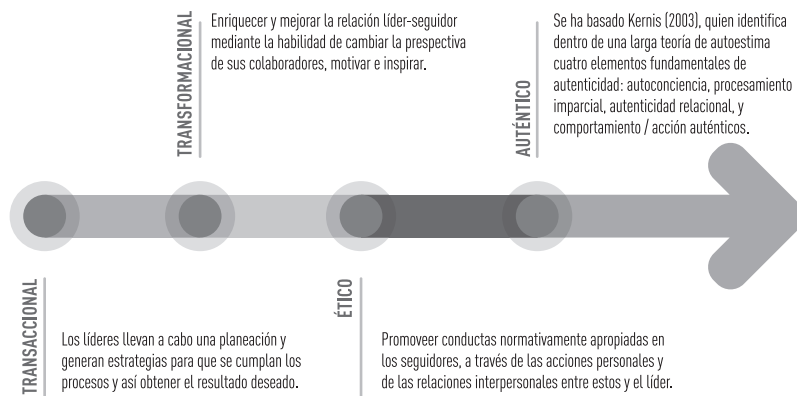 TRANSFORMACIONAL
Enriquecer y mejorar la relación líder-seguidor
mediante la habilidad de cambiar la prespectiva
de sus colaboradores, motivar e inspirar.
AUTÉNTICO
Se ha basado Kernis (2003), quien identifica
dentro de una larga teoría de autoestima
cuatro elementos fundamentales de
autenticidad: autoconciencia, procesamiento
imparcial, autenticidad relacional, y
comportamiento / acción auténticos.
TRANSACCIONAL
Los líderes llevan a cabo una planeación y
generan estrategias para que se cumplan los
procesos y así obtener el resultado deseado.
ÉTICO
Promoveer conductas normativamente apropiadas en
los seguidores, a través de las acciones personales y
de las relaciones interpersonales entre estos y el líder.